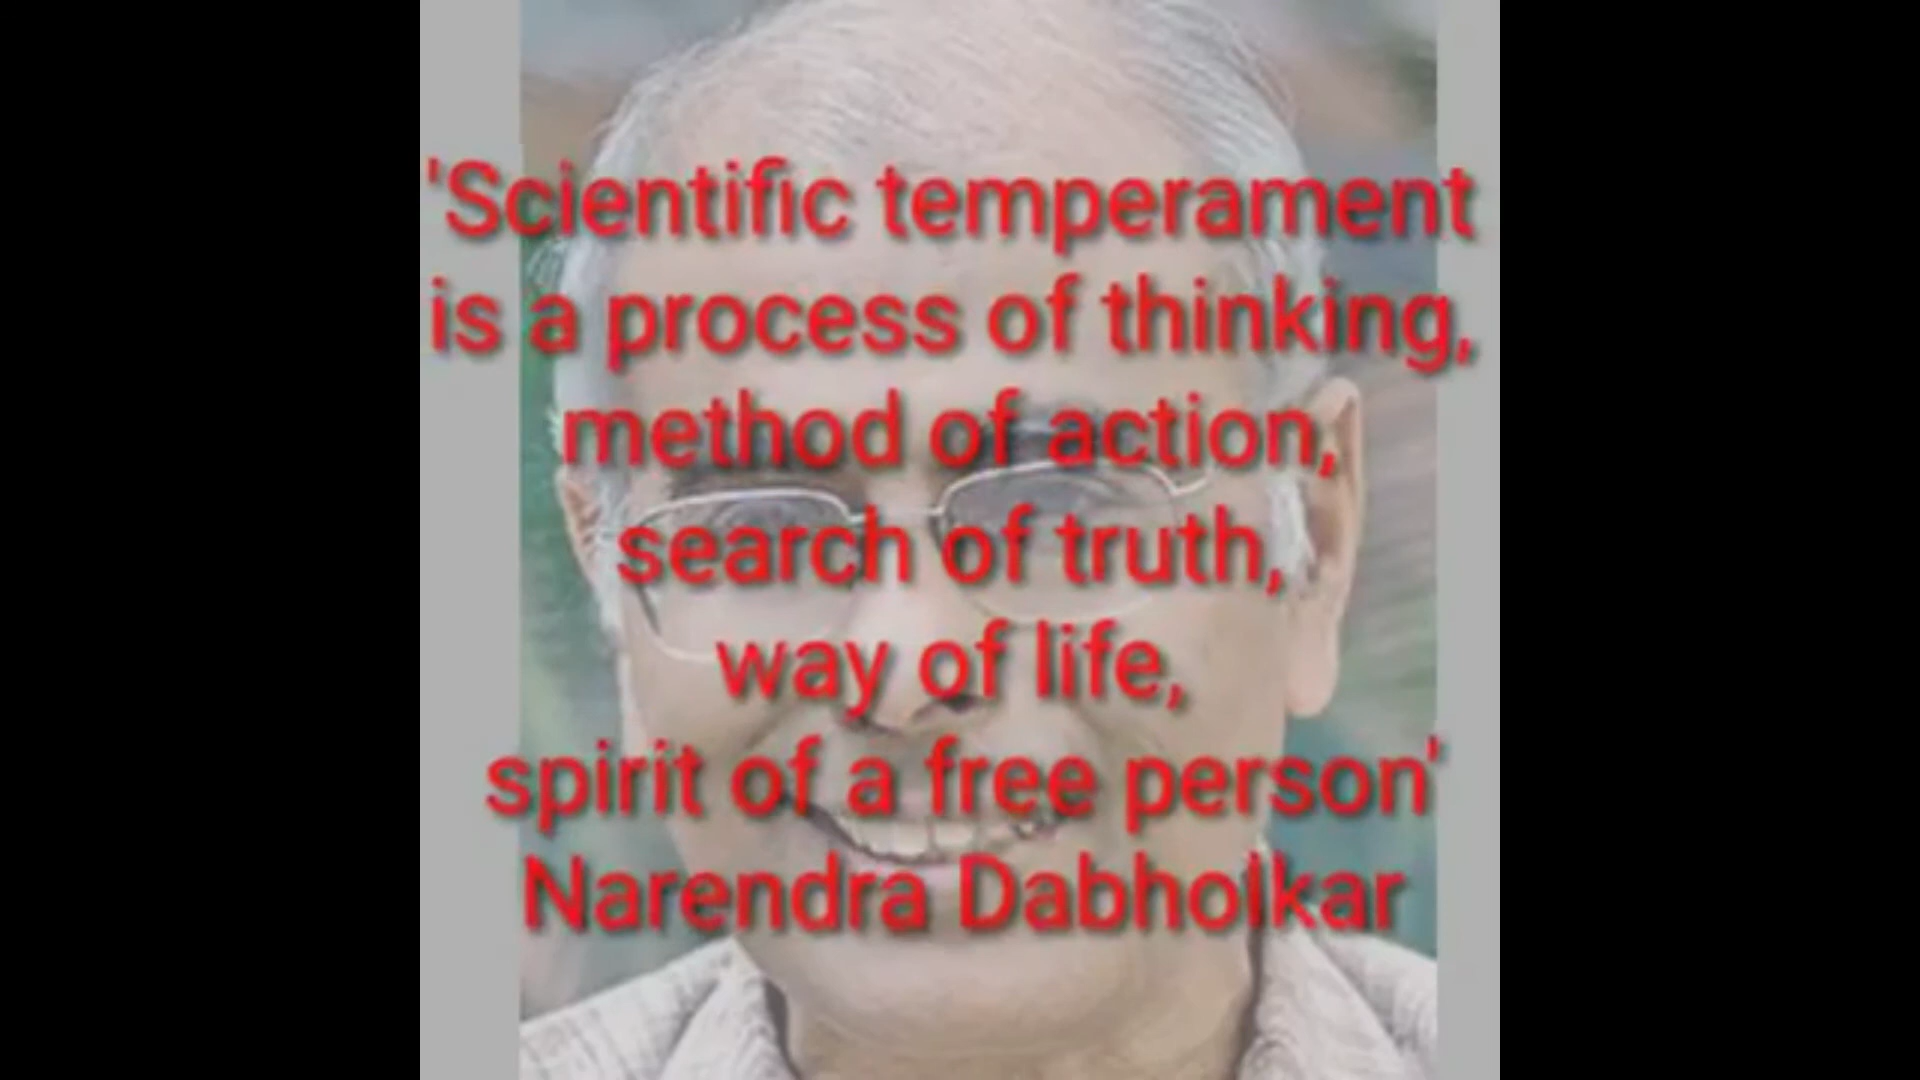 'Scientific temperament
is a process of thinking,
method of action,
search of truth,
way of life,
spirit of a free person'
Narendra Dabholkar